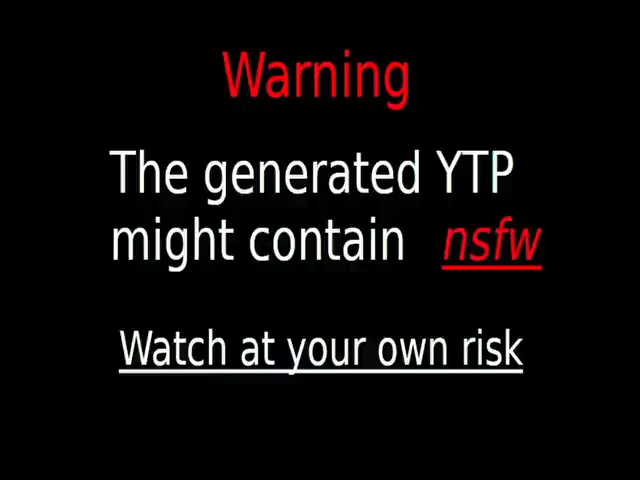 Warning
The generated YTP
might contain nsfw
Watch at your own risk